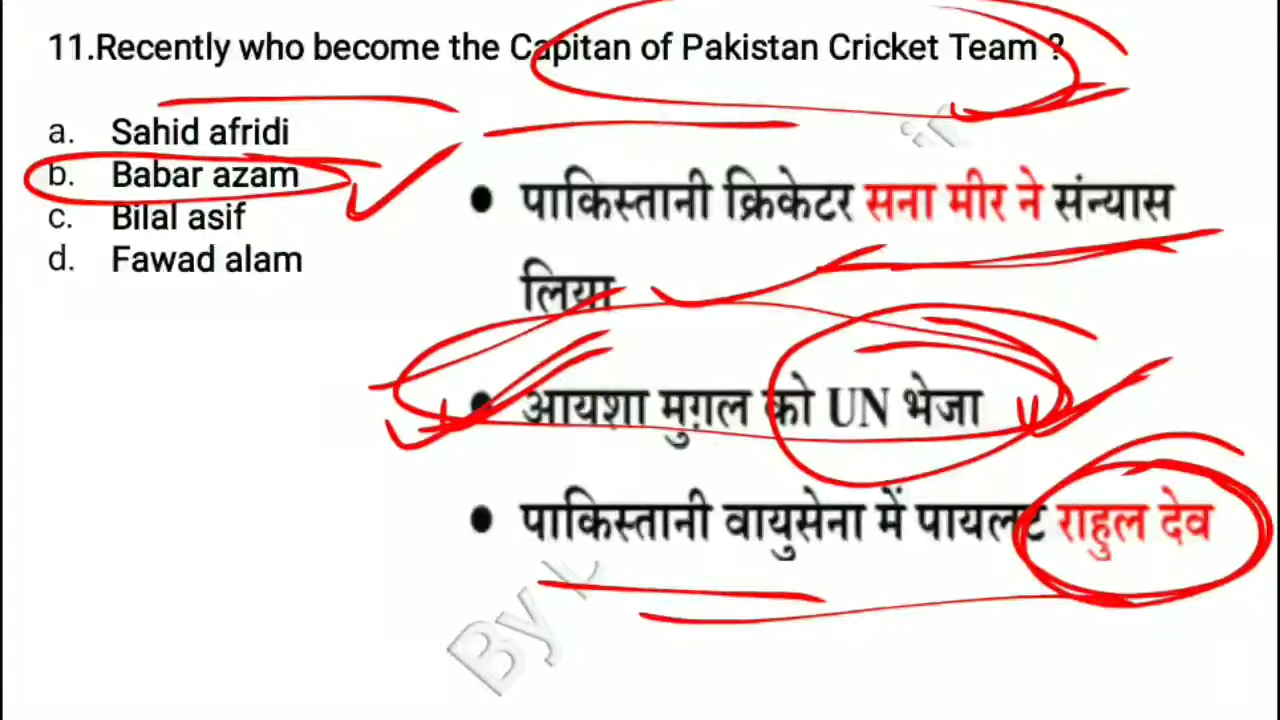 11.Recently who become the Capitan of Pakistan Cricket Team ?
a. Sahid afridi
b. Babar azam
c. Bilal asif
d. Fawad alam
• पाकिस्तानी क्रिकेटर सना मीर ने संन्यास
लिया
• आयशा मुग़ल को UN भेजा
• पाकिस्तानी वायुसेना में पायलट राहुल देव
By